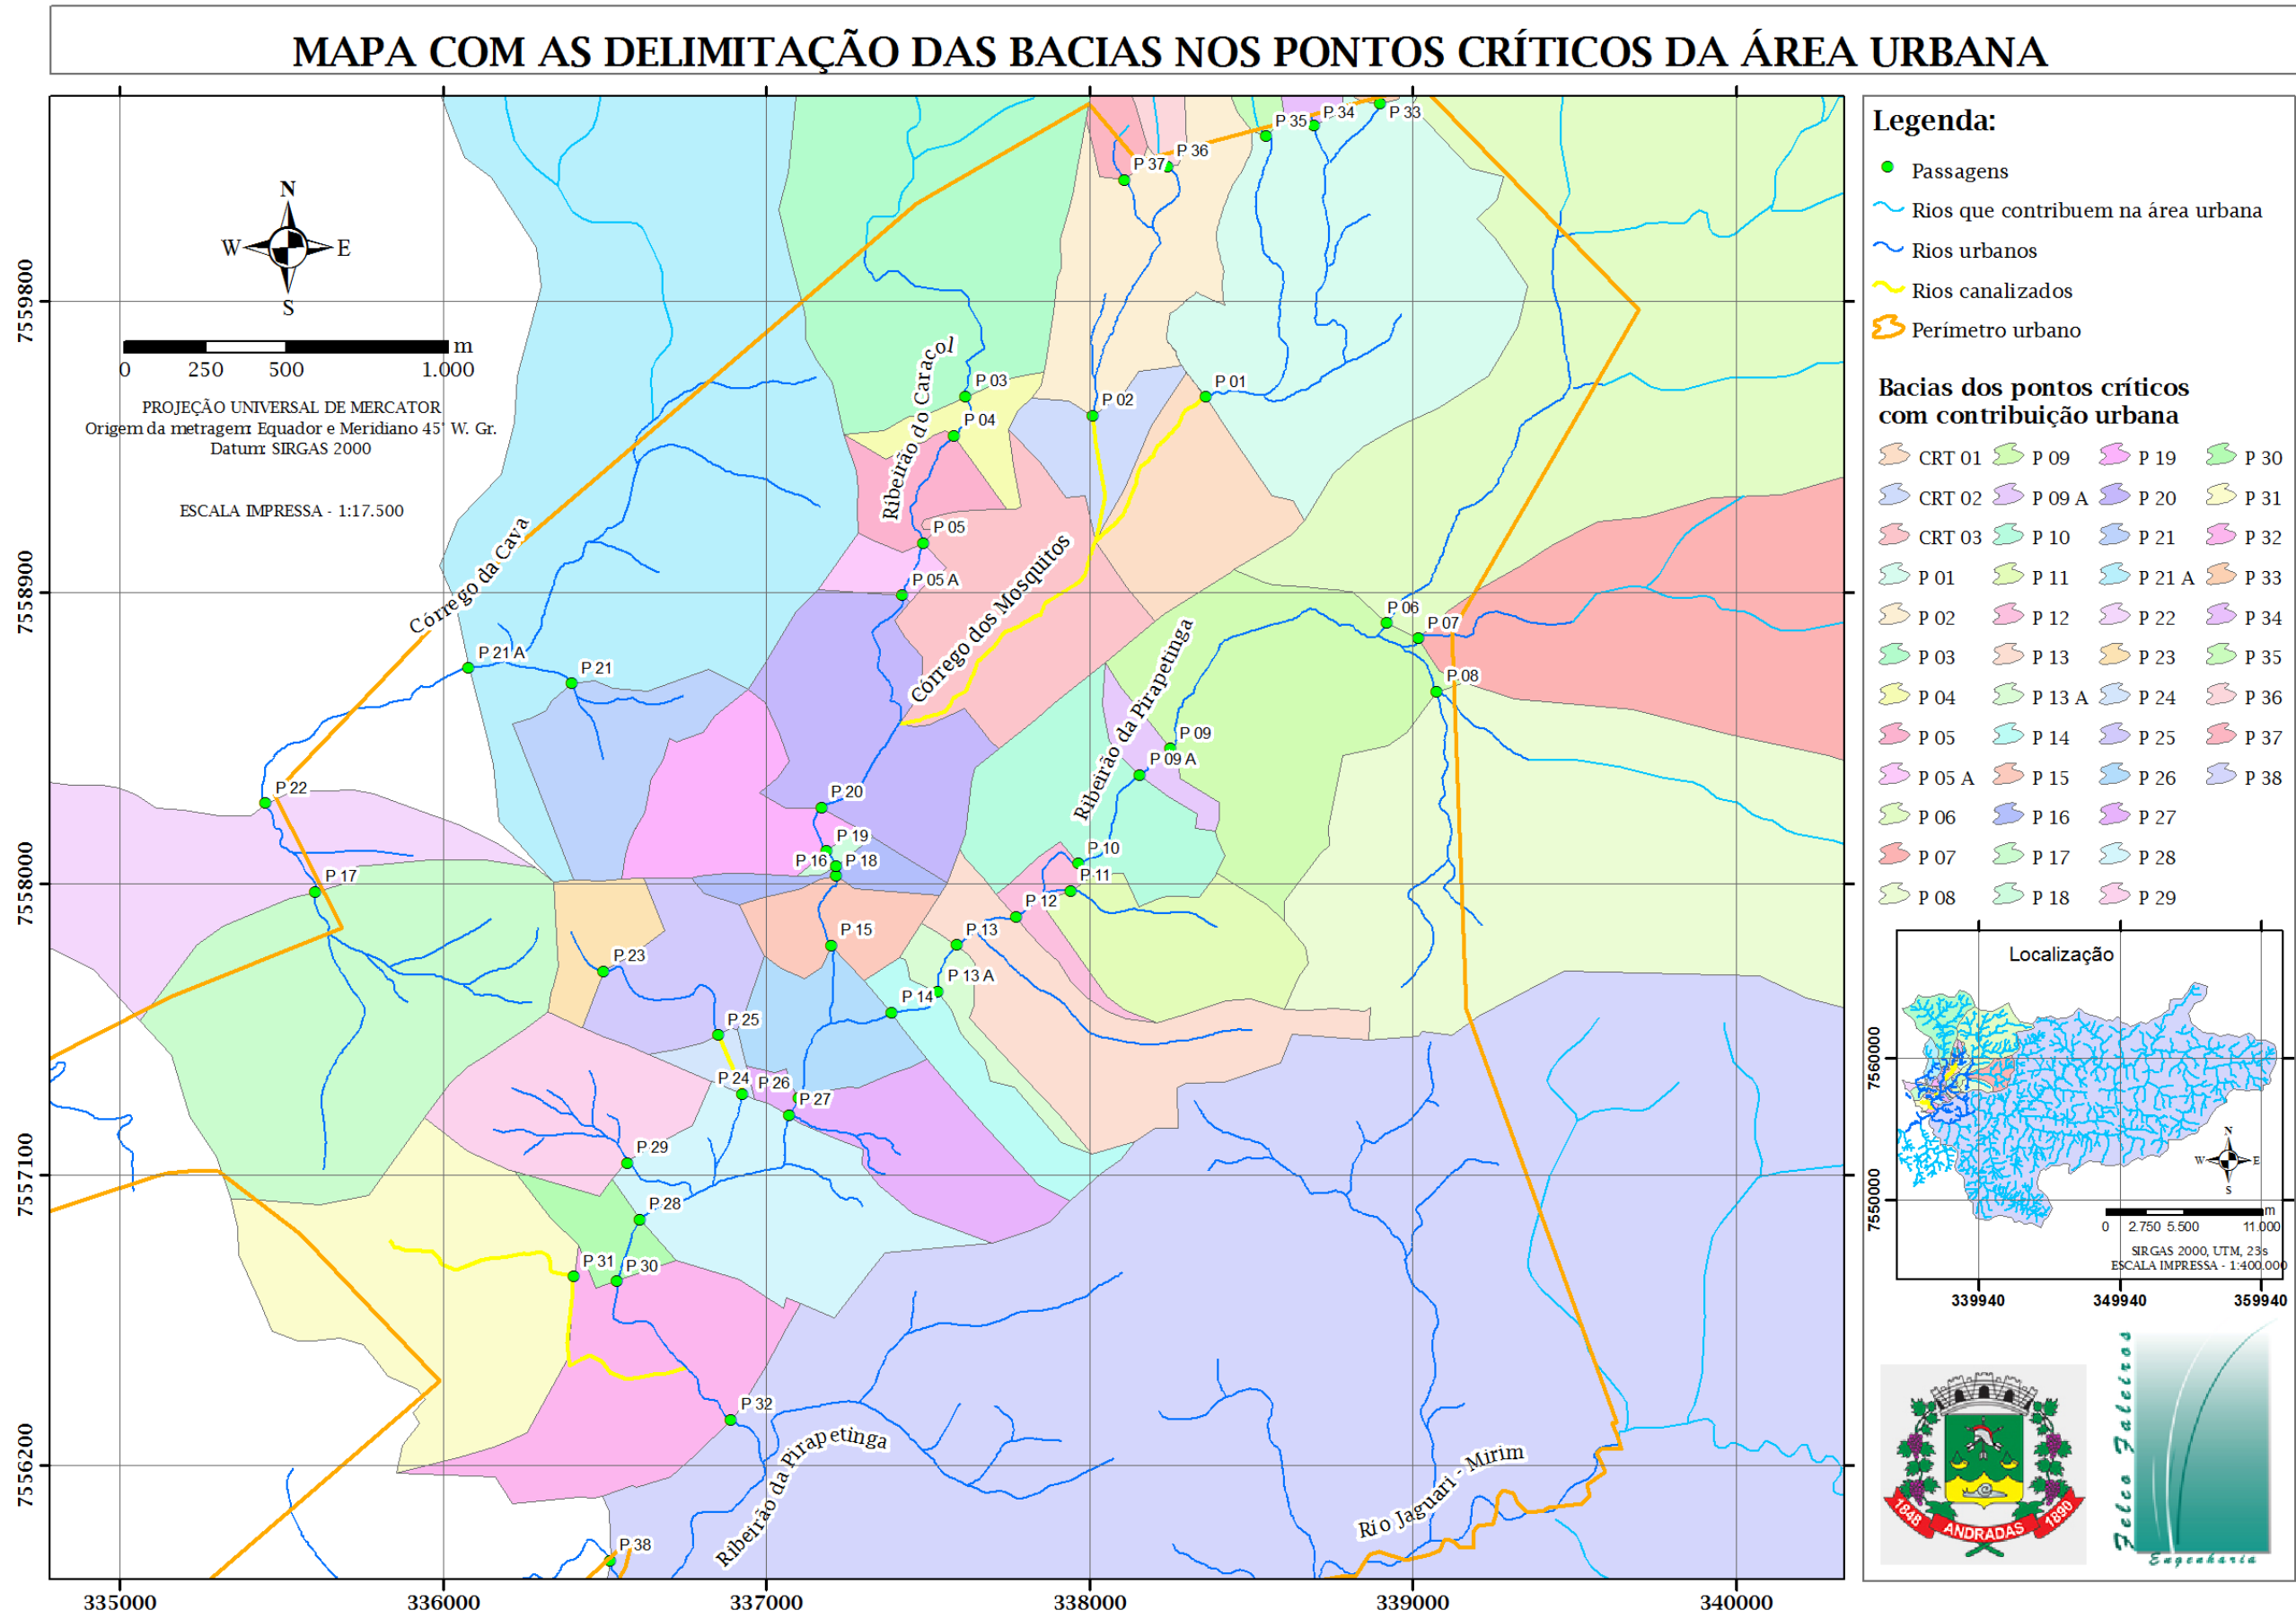 MAPA COM AS DELIMITAÇÃO DAS BACIAS NOS PONTOS CRÍTICOS DA ÁREA URBANA
N
W E
S
m
0 250 500 1.000
PROJEÇÃO UNIVERSAL DE MERCATOR
Origem da metragem: Equador e Meridiano 45° W. Gr.
Datum: SIRGAS 2000
ESCALA IMPRESSA - 1:17.500
7559800
7558900
7558000
7557100
7556200
335000 336000 337000 338000 339000 340000
P 33
P 34
P 35
P 36
P 37
P 03
P 01
P 02
P 04
Ribeirão do Caracol
P 05
P 05 A
Córrego da Cava
Córrego dos Mosquitos
P 06
P 07
P 08
P 21 A
P 21
Ribeirão da Pirapetinga
P 09
P 09 A
P 22
P 20
P 19
P 16
P 18
P 10
P 11
P 17
P 12
P 13
P 15
P 23
P 13 A
P 14
P 25
P 24
P 26
P 27
P 29
P 28
P 31
P 30
P 32
Ribeirão da Pirapetinga
Rio Jaguari - Mirim
P 38
Legenda:
Passagens
Rios que contribuem na área urbana
Rios urbanos
Rios canalizados
Perímetro urbano
Bacias dos pontos críticos
com contribuição urbana
CRT 01 P 09 P 19 P 30
CRT 02 P 09 A P 20 P 31
CRT 03 P 10 P 21 P 32
P 01 P 11 P 21 A P 33
P 02 P 12 P 22 P 34
P 03 P 13 P 23 P 35
P 04 P 13 A P 24 P 36
P 05 P 14 P 25 P 37
P 05 A P 15 P 26 P 38
P 06 P 16 P 27
P 07 P 17 P 28
P 08 P 18 P 29
Localização
7560000
7550000
N
W E
S
m
0 2.750 5.500 11.000
SIRGAS 2000, UTM, 23s
ESCALA IMPRESSA - 1:400.000
339940 349940 359940
1848 ANDRADAS 1890
Felco Faleiros
Engenharia